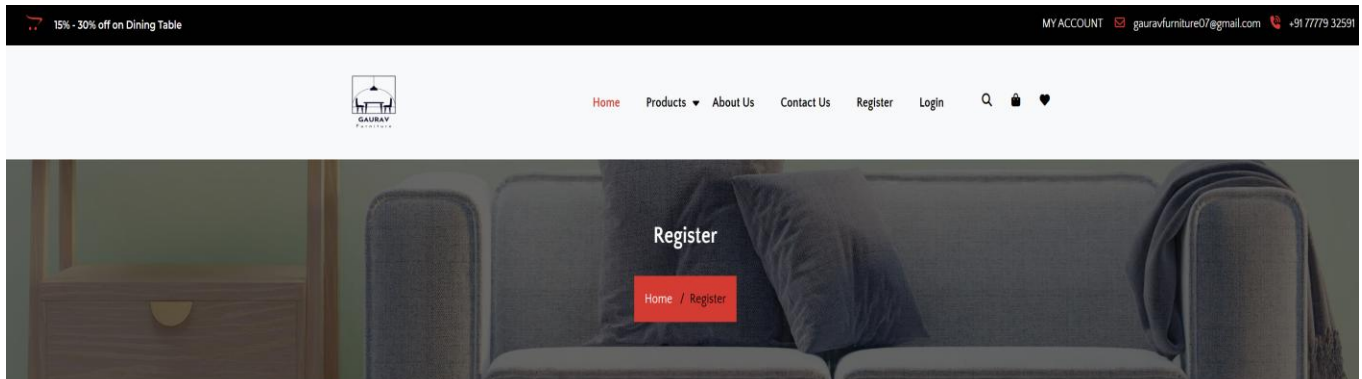 15% - 30% off on Dining Table
MY ACCOUNT gauravfurniture07@gmail.com +91 77779 32591
GAURAV
Furniture
Home Products About Us Contact Us Register Login
Register
Home / Register